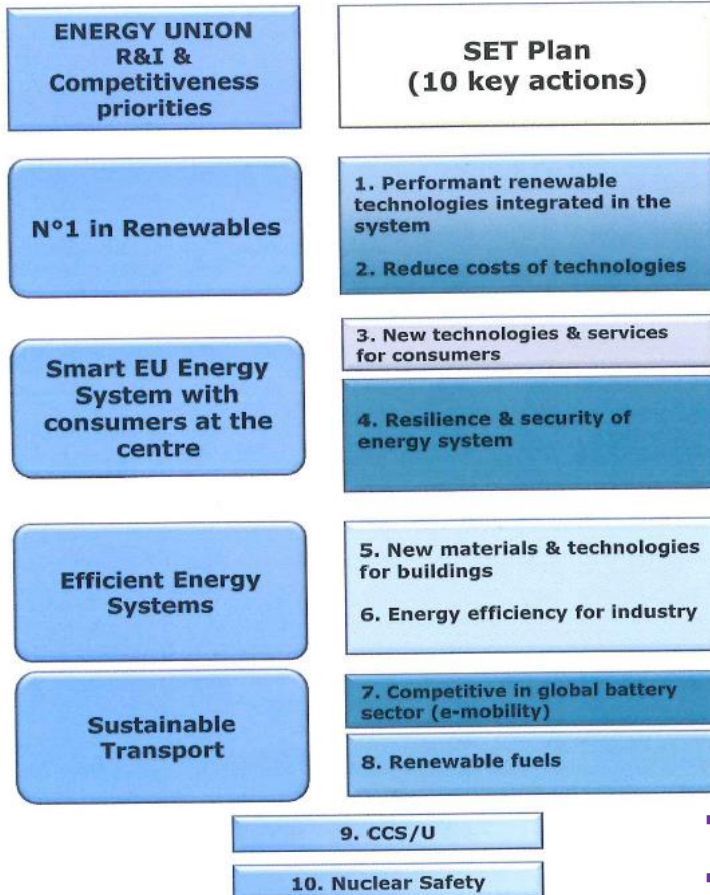 ENERGY UNION
R&I &
Competitiveness
priorities
SET Plan
(10 key actions)
N°1 in Renewables
1. Performant renewable
technologies integrated in the
system
2. Reduce costs of technologies
Smart EU Energy
System with
consumers at the
centre
3. New technologies & services
for consumers
4. Resilience & security of
energy system
Efficient Energy
Systems
5. New materials & technologies
for buildings
6. Energy efficiency for industry
Sustainable
Transport
7. Competitive in global battery
sector (e-mobility)
8. Renewable fuels
9. CCS/U
10. Nuclear Safety